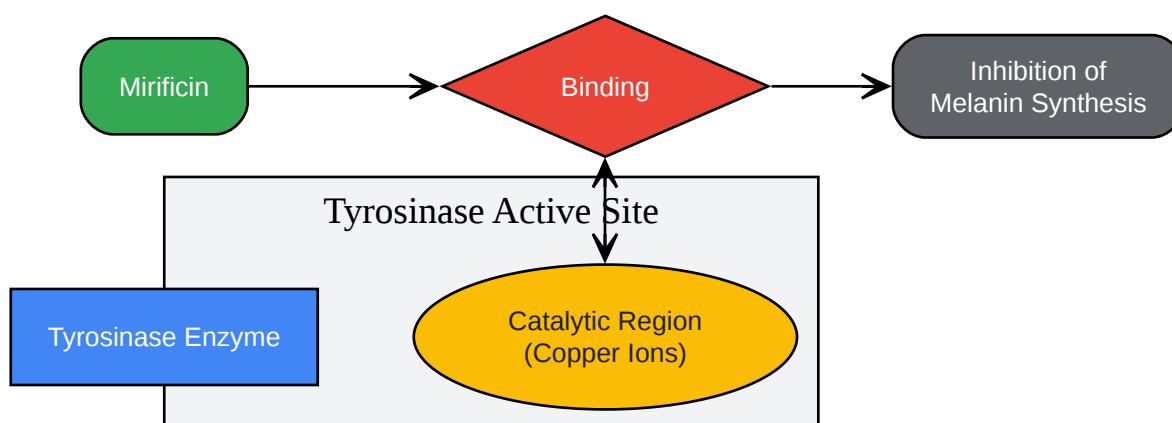 Mirificin
Binding
Inhibition of
Melanin Synthesis
Tyrosinase Active Site
Tyrosinase Enzyme
Catalytic Region
(Copper Ions)